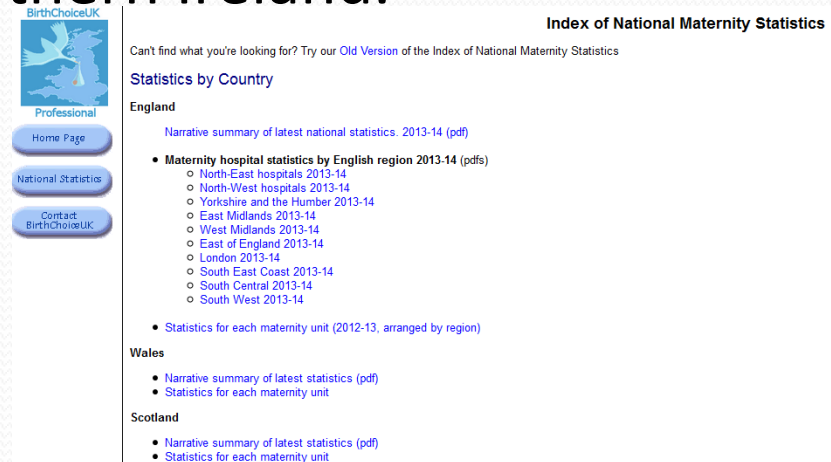 thern Ireland.
BirthChoiceUK
Professional
Home Page
National Statistics
Contact
BirthChoiceUK
Index of National Maternity Statistics
Can't find what you're looking for? Try our Old Version of the Index of National Maternity Statistics
Statistics by Country
England
Narrative summary of latest national statistics. 2013-14 (pdf)
• Maternity hospital statistics by English region 2013-14 (pdfs)
o North-East hospitals 2013-14
o North-West hospitals 2013-14
o Yorkshire and the Humber 2013-14
o East Midlands 2013-14
o West Midlands 2013-14
o East of England 2013-14
o London 2013-14
o South East Coast 2013-14
o South Central 2013-14
o South West 2013-14
• Statistics for each maternity unit (2012-13, arranged by region)
Wales
• Narrative summary of latest statistics (pdf)
• Statistics for each maternity unit
Scotland
• Narrative summary of latest statistics (pdf)
• Statistics for each maternity unit